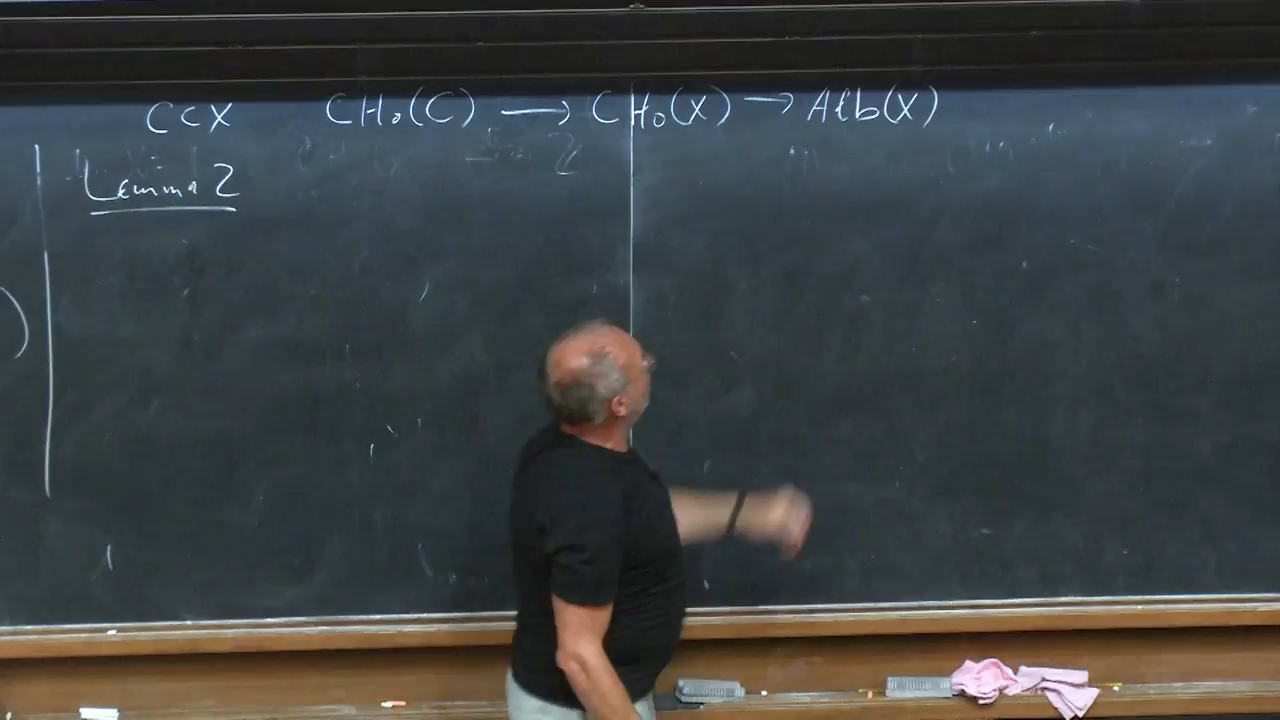 C ⊂ X CH₀(C) ⟶ CH₀(X) → Alb(X)
Lemma 2